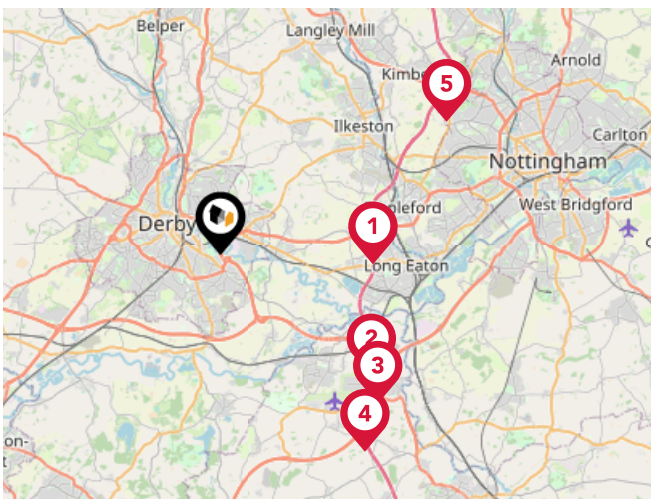 Belper
Langley Mill
Arnold
Kimbe
5
Ilkeston
Carlton
Nottingham
West Bridgford
Derby
1
pleford
Long Eaton
2
3
4
on-
t